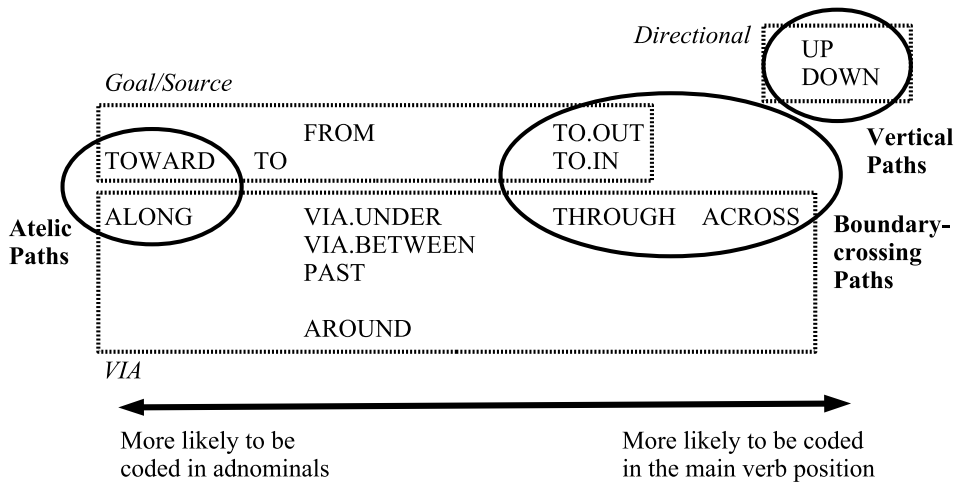 Directional
UP
DOWN
Goal/Source
FROM TO.OUT
TOWARD TO TO.IN
Vertical
Paths
ALONG VIA.UNDER THROUGH ACROSS
VIA.BETWEEN
PAST
AROUND
Atelic
Paths
Boundary-
crossing
Paths
VIA
More likely to be
coded in adnominals
More likely to be coded
in the main verb position